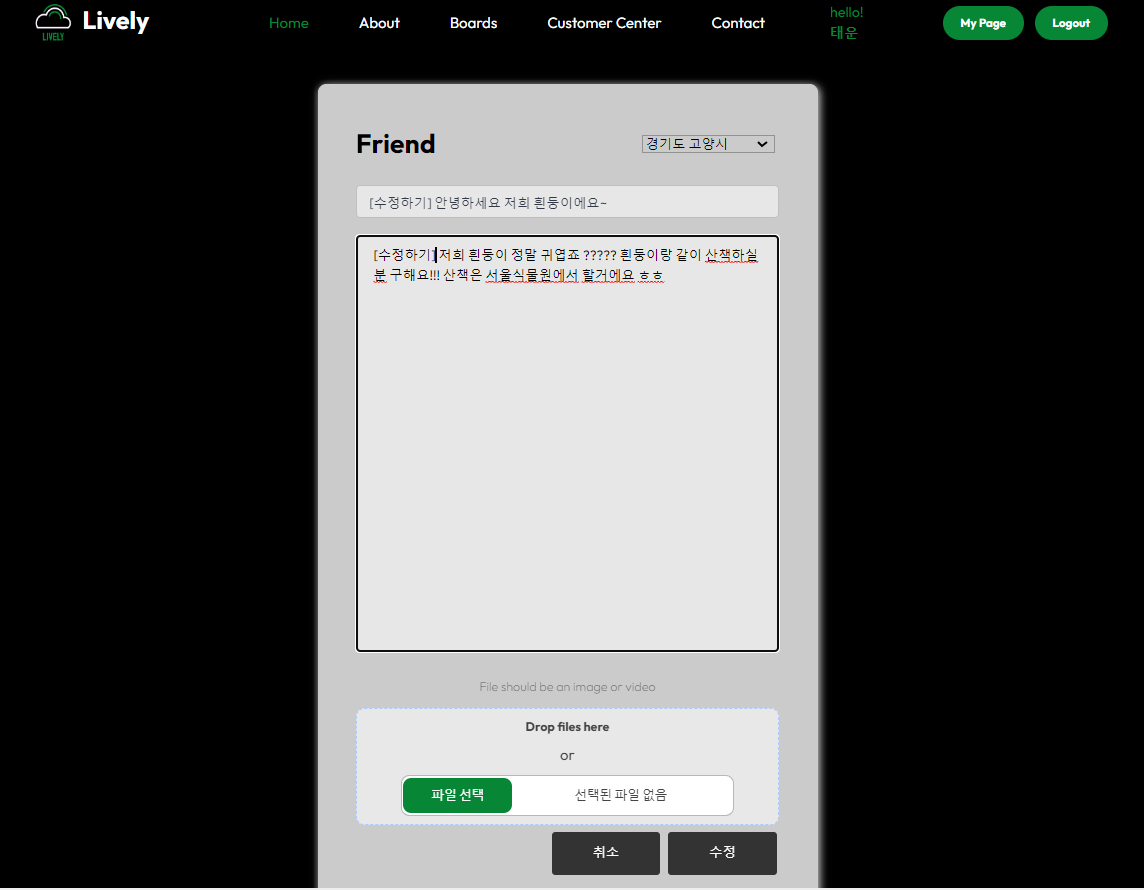 LIVELY
Lively
Home
About
Boards
Customer Center
Contact
hello!
태운
My Page
Logout
Friend
경기도 고양시
[수정하기] 안녕하세요 저희 흰둥이에요~
[수정하기] 저희 흰둥이 정말 귀엽죠 ????? 흰둥이랑 같이 산책하실
분 구해요!!! 산책은 서울식물원에서 할거에요 ㅎㅎ
File should be an image or video
Drop files here
or
파일 선택
선택된 파일 없음
취소
수정